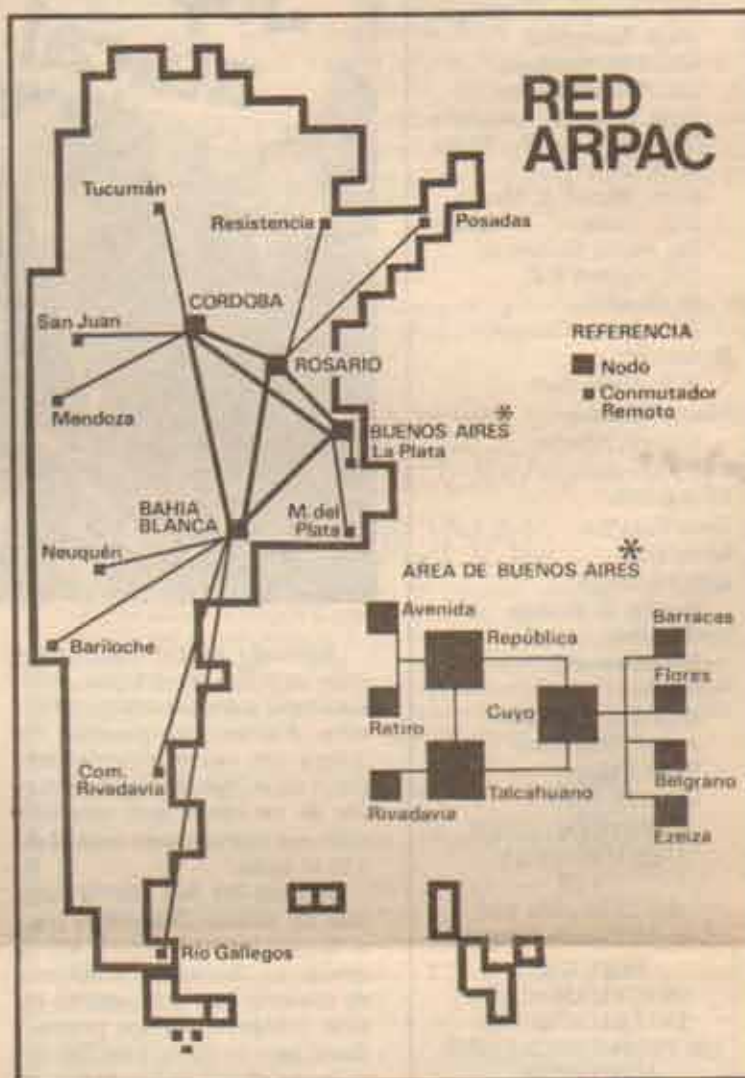 RED
ARPAC
Tucumán
Resistencia
Posadas
CORDOBA
San Juan
ROSARIO
Mendoza
REFERENCIA
Nodo
Conmutador
Remoto
BUENOS AIRES*
La Plata
BAHIA
BLANCA
M. del
Plata
Neuquén
Bariloche
AREA DE BUENOS AIRES*
Avenida
República
Barracas
Flores
Cuyo
Retiro
Belgrano
Talcahuano
Rivadavia
Ezeiza
Com.
Rivadavia
Río Gallegos